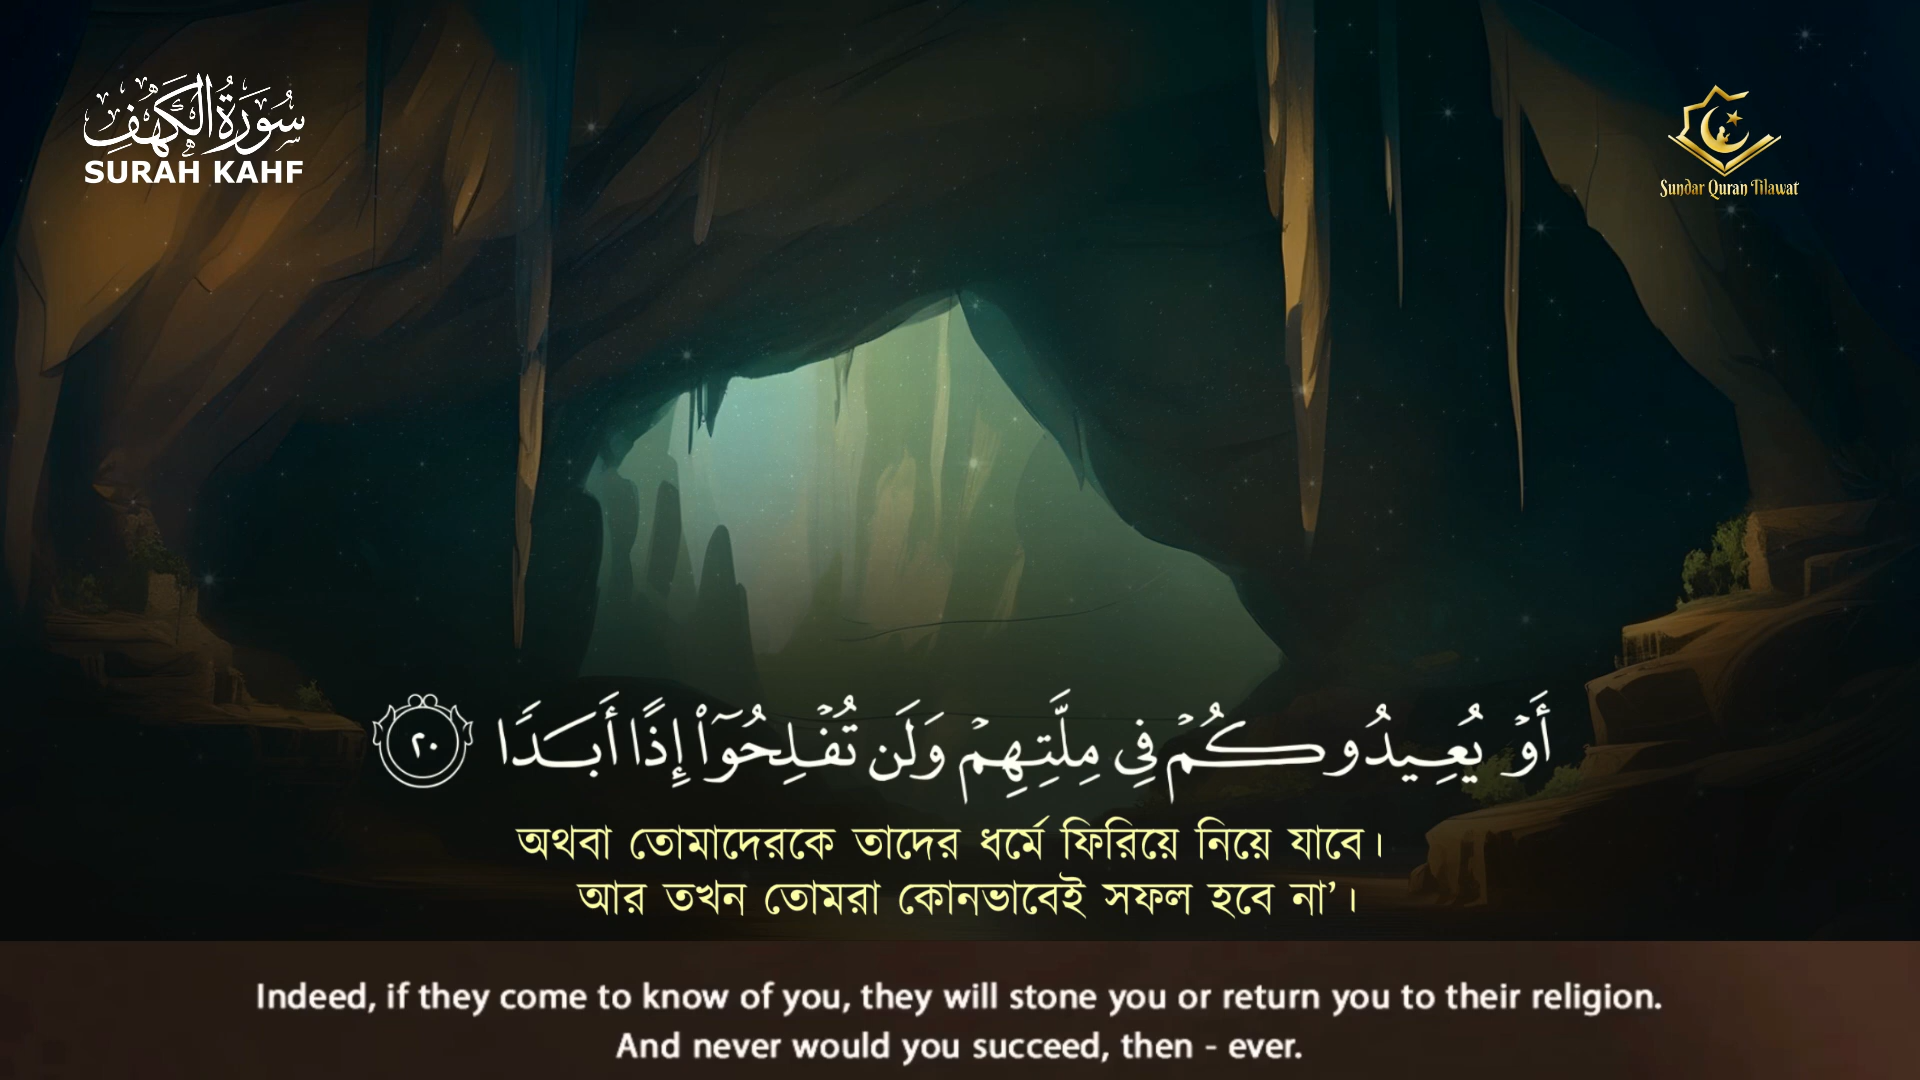 سُورَةُ الْكَهْفِ
SURAH KAHF
Sundar Quran Tilawat
أَوۡ يُعِيدُوكُمۡ فِي مِلَّتِهِمۡ وَلَن تُفۡلِحُوٓاْ إِذًا أَبَدًا ٢٠
অথবা তোমাদেরকে তাদের ধর্মে ফিরিয়ে নিয়ে যাবে।
আর তখন তোমরা কোনভাবেই সফল হবে না’।
Indeed, if they come to know of you, they will stone you or return you to their religion.
And never would you succeed, then - ever.